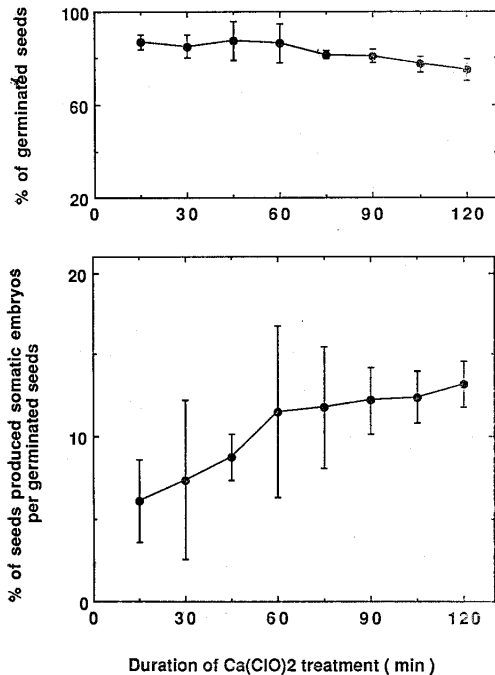 100
60
20
% of germinated seeds
0 30 60 90 120
20
10
0
% of seeds produced somatic embryos
per germinated seeds
0 30 60 90 120
Duration of Ca(ClO)2 treatment ( min )